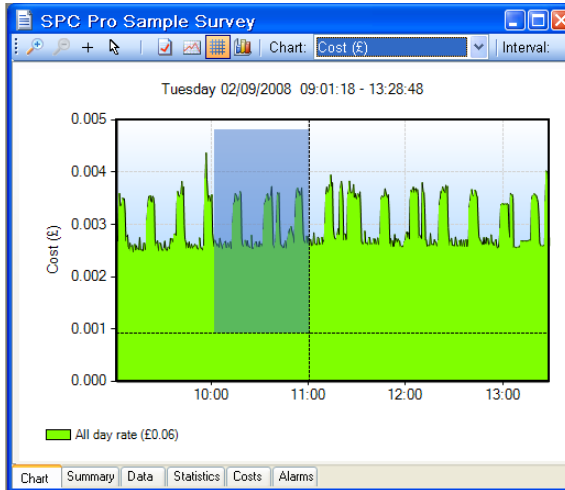 SPC Pro Sample Survey
Chart: Cost (£) Interval:
Tuesday 02/09/2008 09:01:18 - 13:28:48
0.005
0.004
0.003
0.002
0.001
0.000
Cost (£)
10:00 11:00 12:00 13:00
All day rate (£0.06)
Chart Summary Data Statistics Costs Alarms